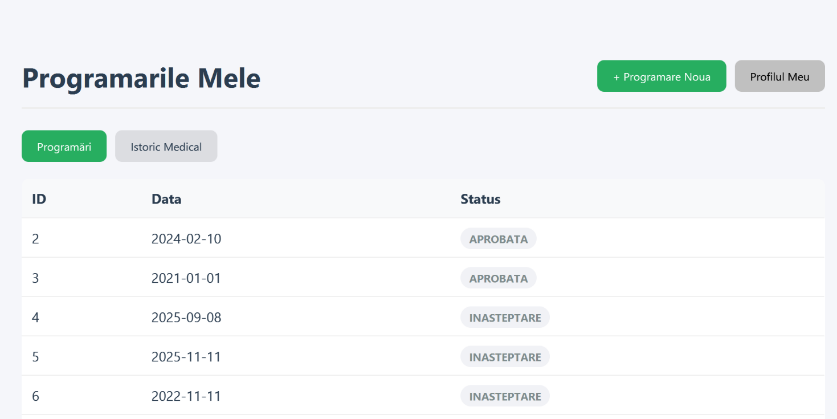 Programarile Mele
+ Programare Noua
Profilul Meu
Programări
Istoric Medical
ID Data Status
2 2024-02-10 APROBATA
3 2021-01-01 APROBATA
4 2025-09-08 INASTEPTARE
5 2025-11-11 INASTEPTARE
6 2022-11-11 INASTEPTARE